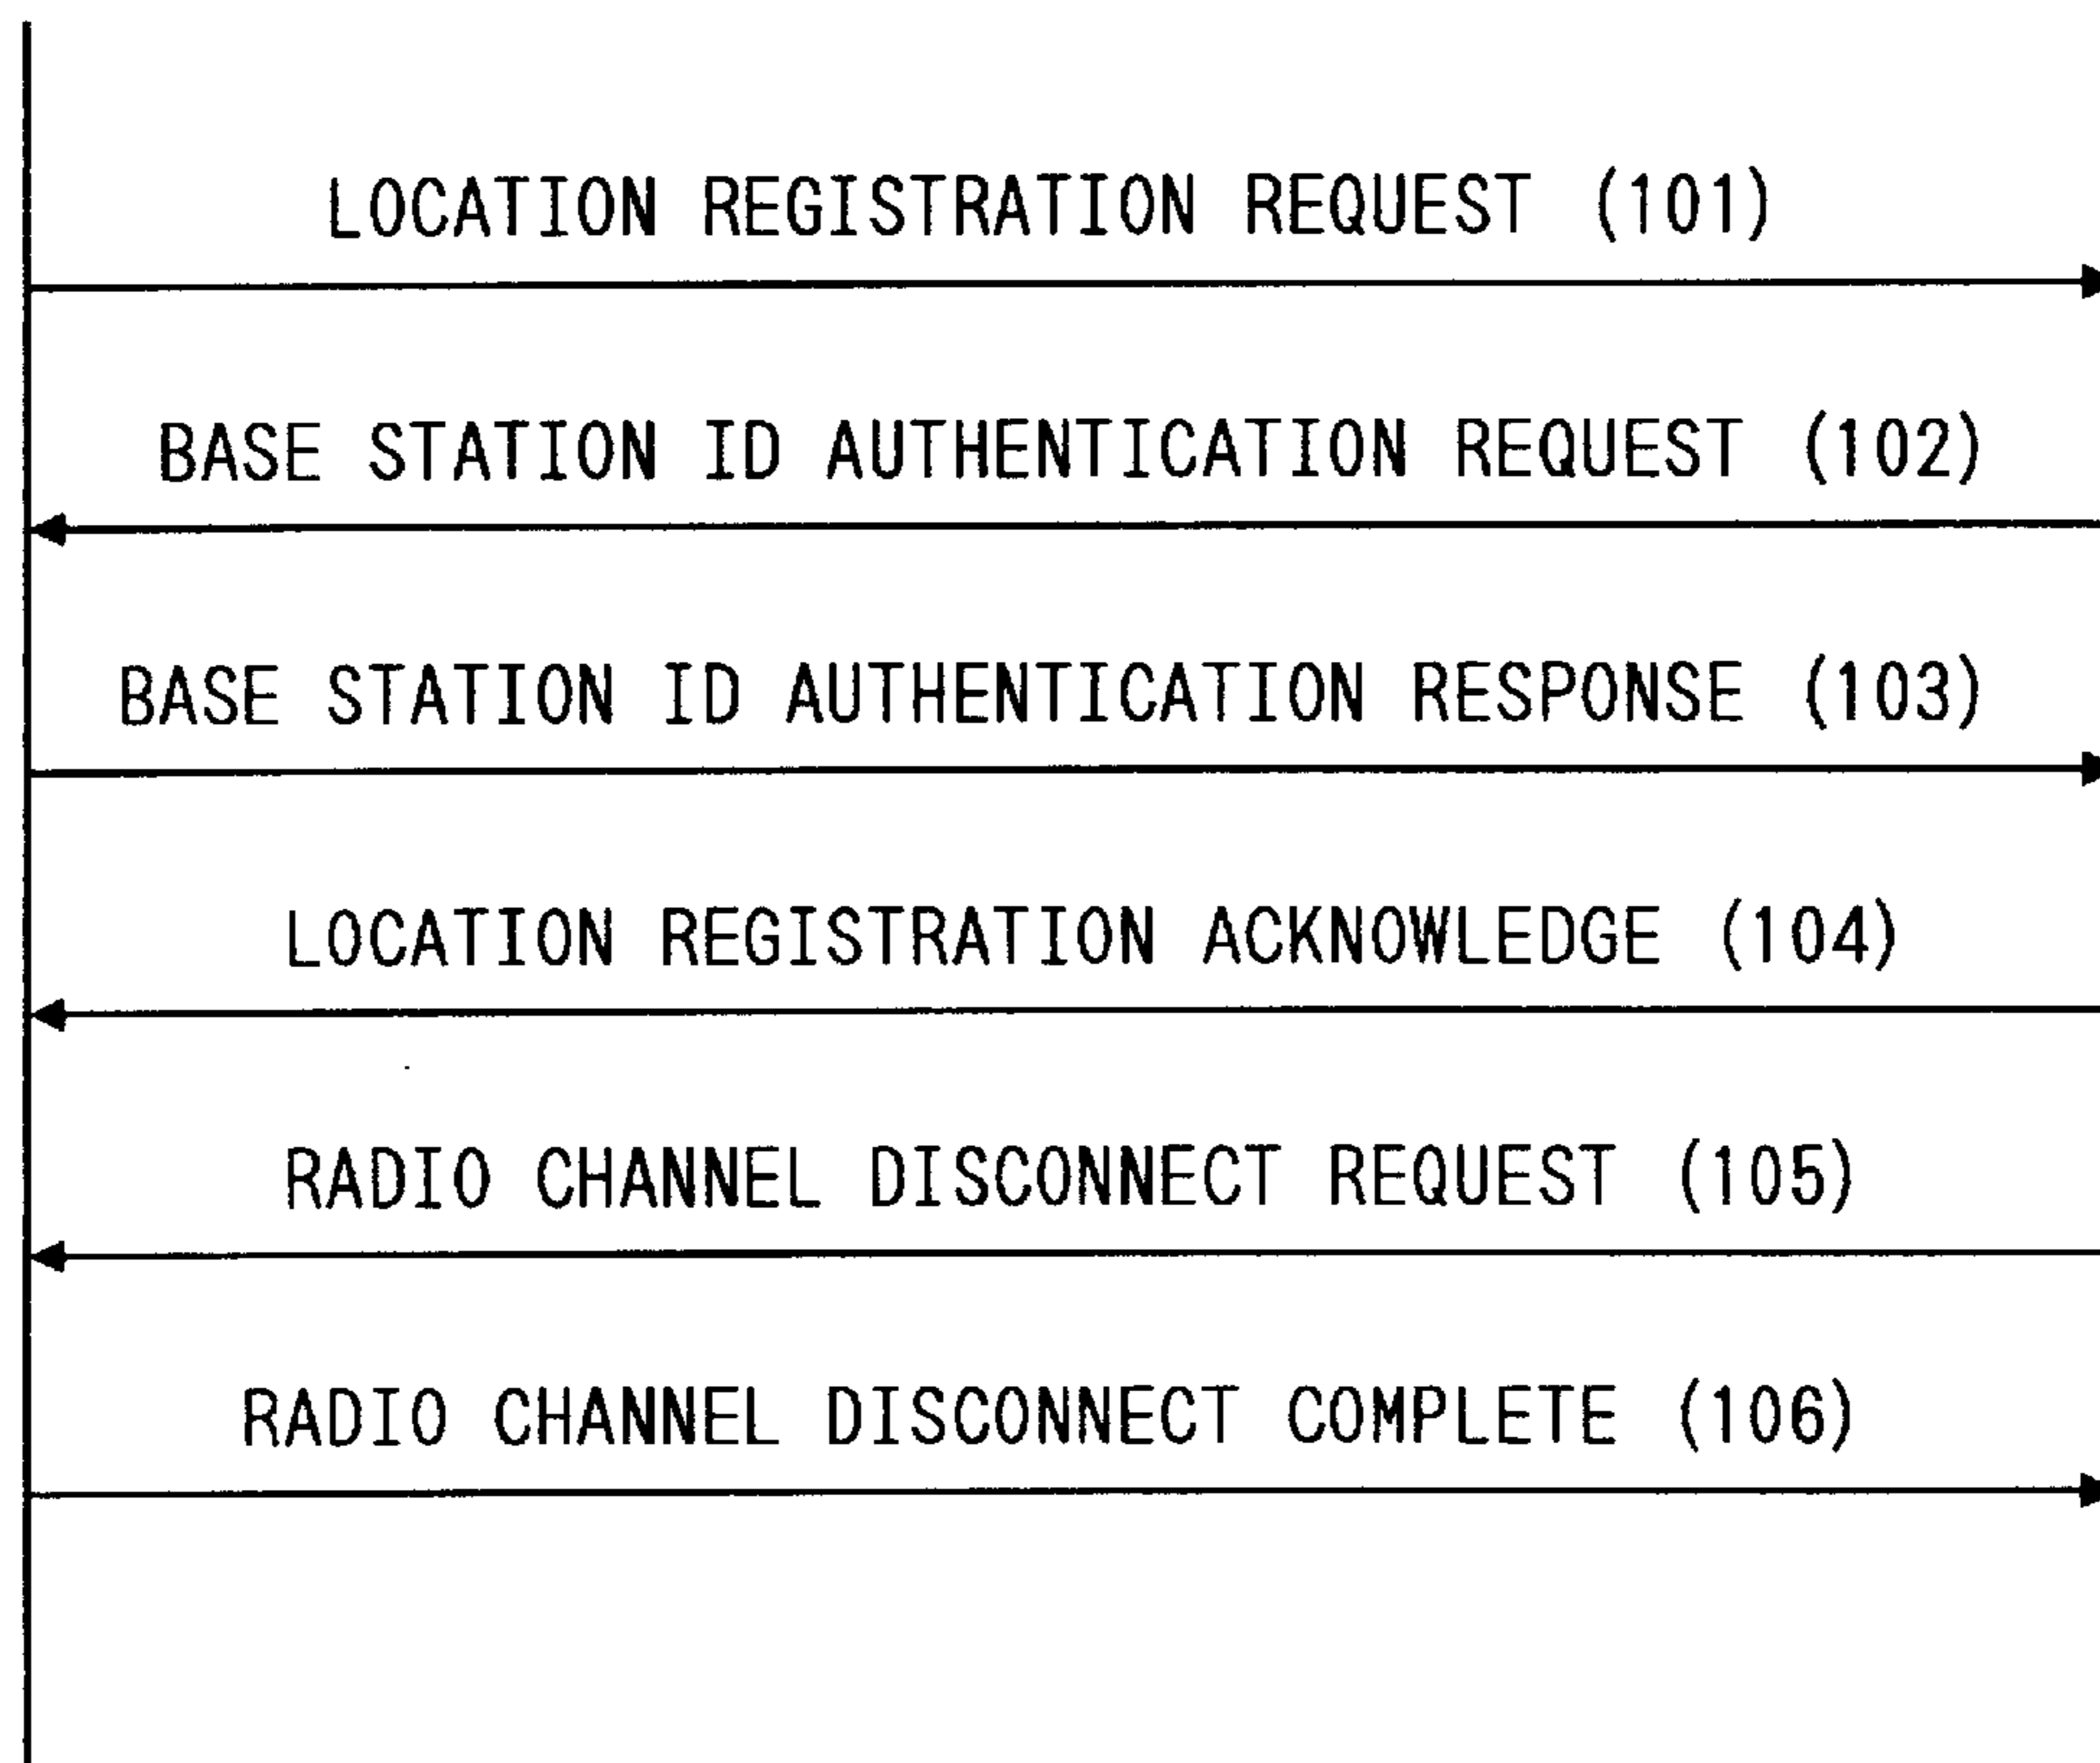 LOCATION REGISTRATION REQUEST (101)
BASE STATION ID AUTHENTICATION REQUEST (102)
BASE STATION ID AUTHENTICATION RESPONSE (103)
LOCATION REGISTRATION ACKNOWLEDGE (104)
RADIO CHANNEL DISCONNECT REQUEST (105)
RADIO CHANNEL DISCONNECT COMPLETE (106)